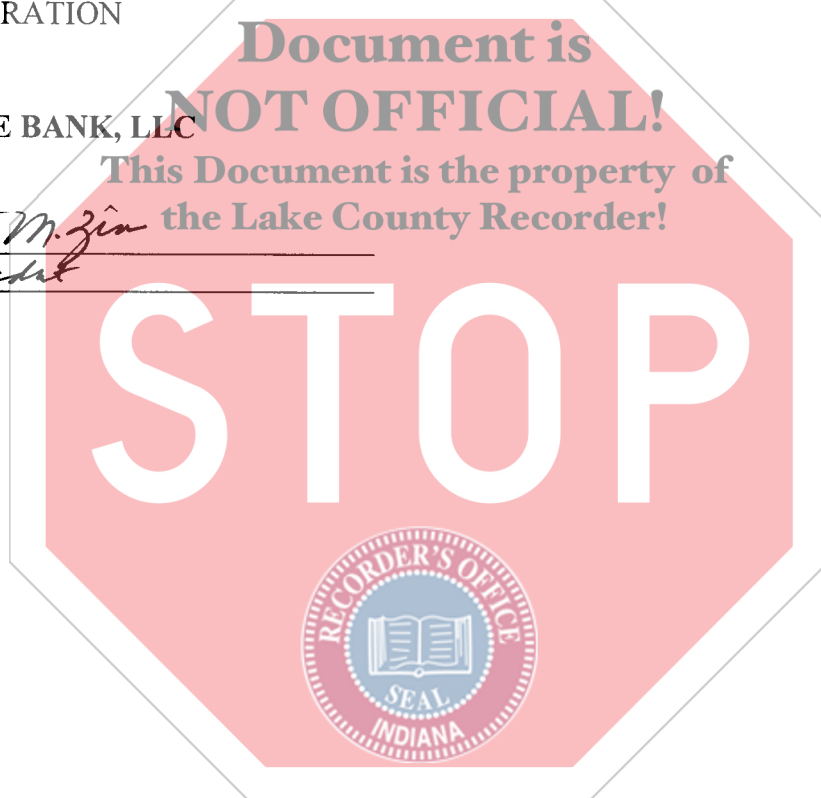 RATION
Document is
NOT OFFICIAL!
E BANK, LLC
This Document is the property of
the Lake County Recorder!
M. Zin
STOP
RECORDER'S OFFICE
SEAL
INDIANA